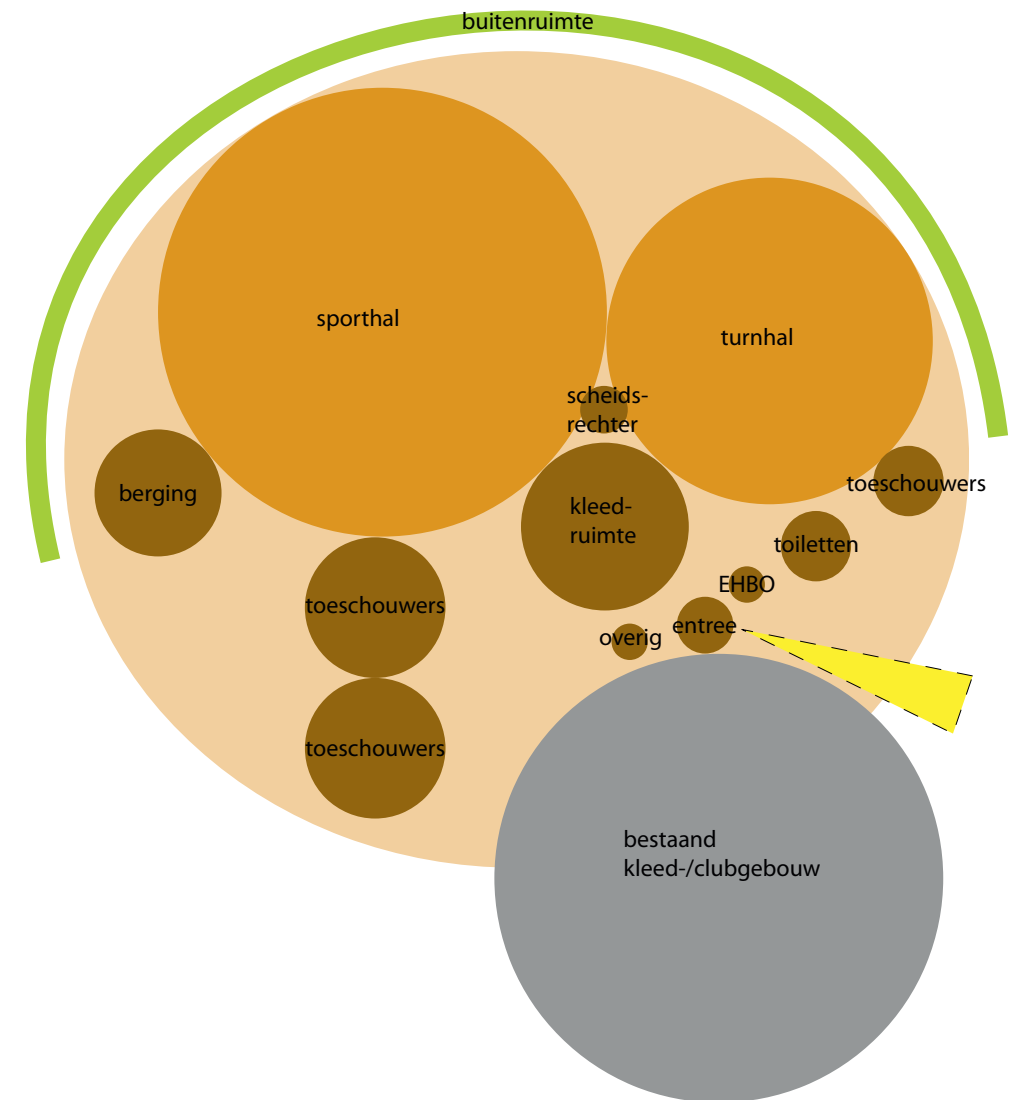 buitenruimte
sporthal
turnhal
scheids-
rechter
berging
kleed-
ruimte
toeschouwers
toiletten
EHBO
toeschouwers
entree
overig
toeschouwers
bestaand
kleed-/clubgebouw